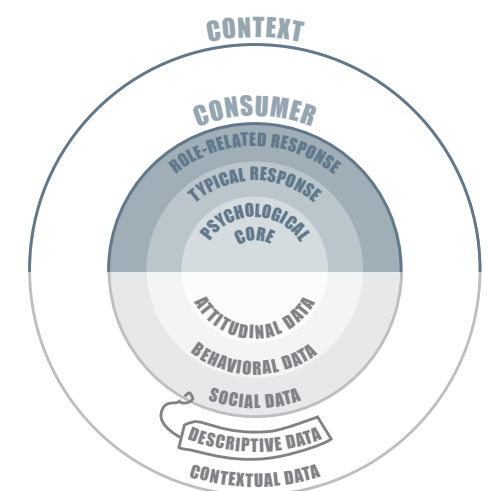 CONTEXT
CONSUMER
ROLE-RELATED RESPONSE
TYPICAL RESPONSE
PSYCHOLOGICAL
CORE
ATTITUDINAL DATA
BEHAVIORAL DATA
SOCIAL DATA
DESCRIPTIVE DATA
CONTEXTUAL DATA